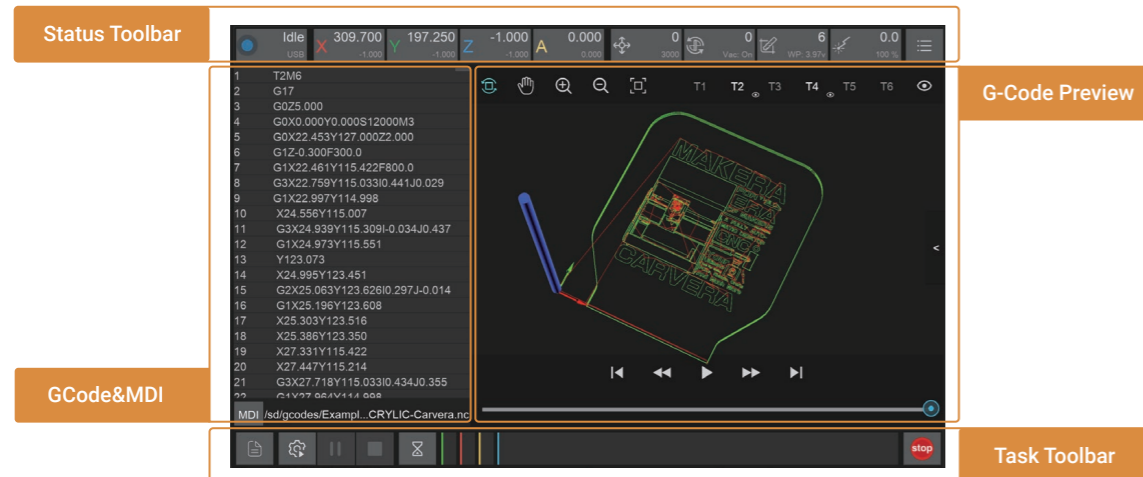 Status Toolbar
Idle 309.700 197.250 -1.000 0.000 0 0 6 0.0
X Y Z A
USB -1.000 -1.000 -1.000 0.000 3000 Vac: On WP: 3.97v 100 %
1 T2M6
2 G17
3 G0Z5.000
4 G0X0.000Y0.000S12000M3
5 G0X22.453Y127.000Z2.000
6 G1Z-0.300F300.0
7 G1X22.461Y115.422F800.0
8 G3X22.759Y115.033I0.441J0.029
9 G1X22.997Y114.998
10 X24.556Y115.007
11 G3X24.939Y115.309I-0.034J0.437
12 G1X24.973Y115.551
13 Y123.073
14 X24.995Y123.451
15 G2X25.063Y123.626I0.297J-0.014
16 G1X25.196Y123.608
17 X25.303Y123.516
18 X25.386Y123.350
19 X27.331Y115.422
20 X27.447Y115.214
21 G3X27.718Y115.033I0.434J0.355
22 G1X27.964Y114.998
MDI /sd/gcodes/Exampl...CRYLIC-Carvera.nc
GCode&MDI
T1 T2 T3 T4 T5 T6
MAKERA
ERA
CNC
CARVERA
<
G-Code Preview
stop
Task Toolbar